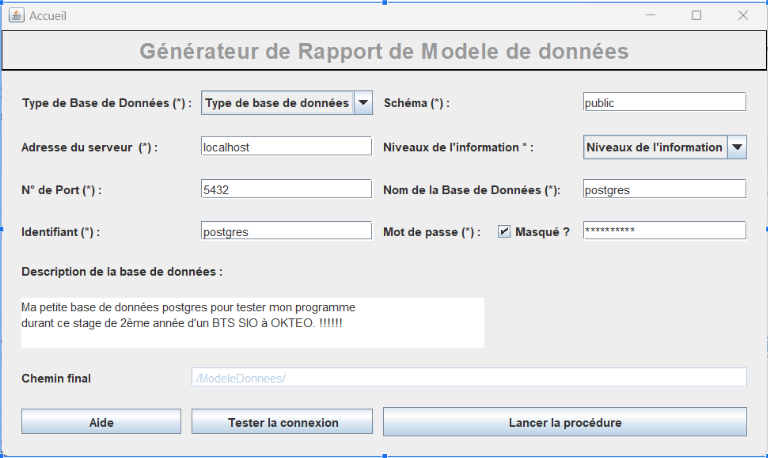 Accueil
Générateur de Rapport de Modele de données
Type de Base de Données (*) : Type de base de données Schéma (*) : public
Adresse du serveur (*) : localhost Niveaux de l'information * : Niveaux de l'information
N° de Port (*) : 5432 Nom de la Base de Données (*): postgres
Identifiant (*) : postgres Mot de passe (*) : Masqué ? **********
Description de la base de données :
Ma petite base de données postgres pour tester mon programme
durant ce stage de 2ème année d'un BTS SIO à OKTEO. !!!!!!
Chemin final ./ModeleDonnees/
Aide Tester la connexion Lancer la procédure